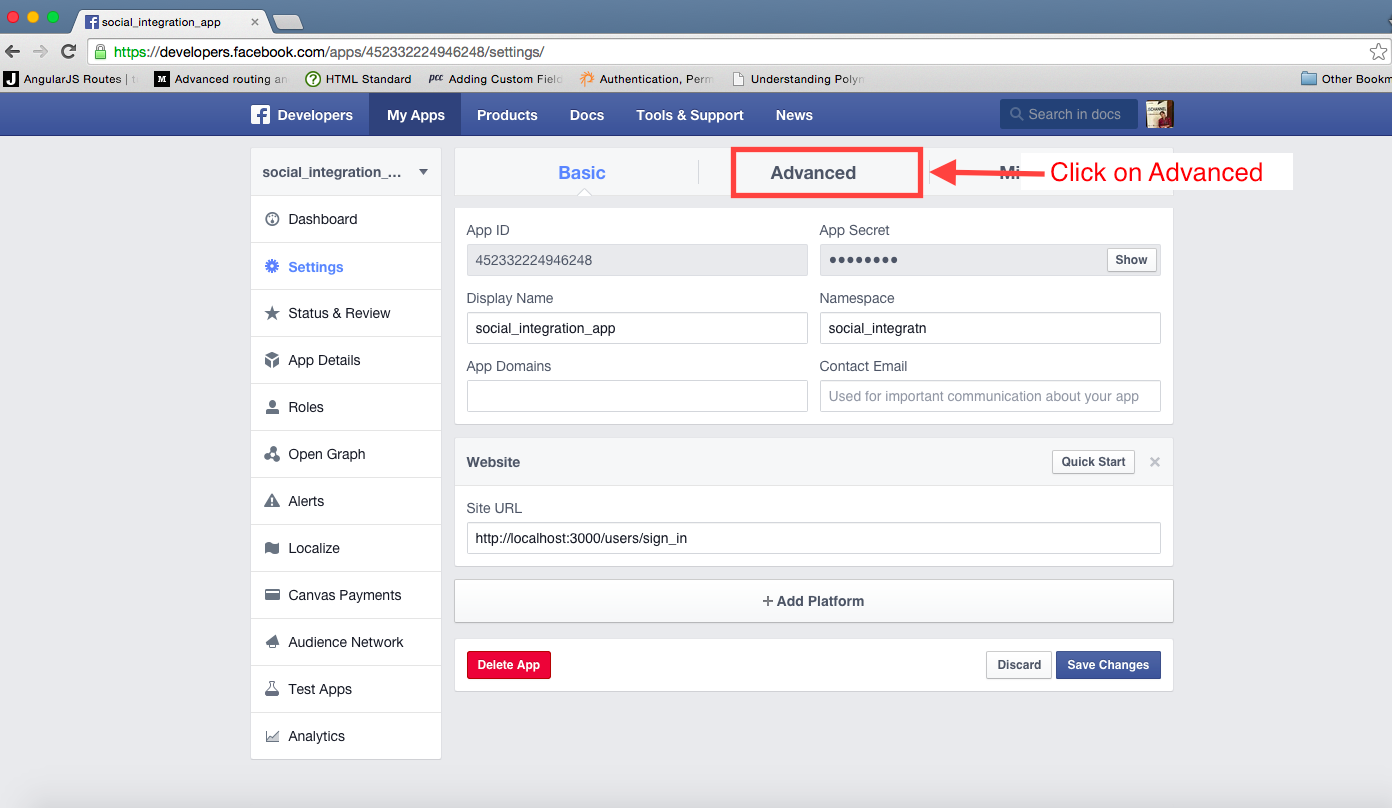 social_integration_app
https://developers.facebook.com/apps/452332224946248/settings/
AngularJS Routes |
Advanced routing an
HTML Standard
pcc Adding Custom Field
Authentication, Perm
Understanding Polyn
Other Bookm
Developers
My Apps
Products
Docs
Tools & Support
News
Search in docs
social_integration_...
Dashboard
Settings
Status & Review
App Details
Roles
Open Graph
Alerts
Localize
Canvas Payments
Audience Network
Test Apps
Analytics
Basic
Advanced
Mi
Click on Advanced
App ID
452332224946248
App Secret
••••••••
Show
Display Name
social_integration_app
Namespace
social_integratn
App Domains
Contact Email
Used for important communication about your app
Website
Quick Start
Site URL
http://localhost:3000/users/sign_in
+ Add Platform
Delete App
Discard
Save Changes